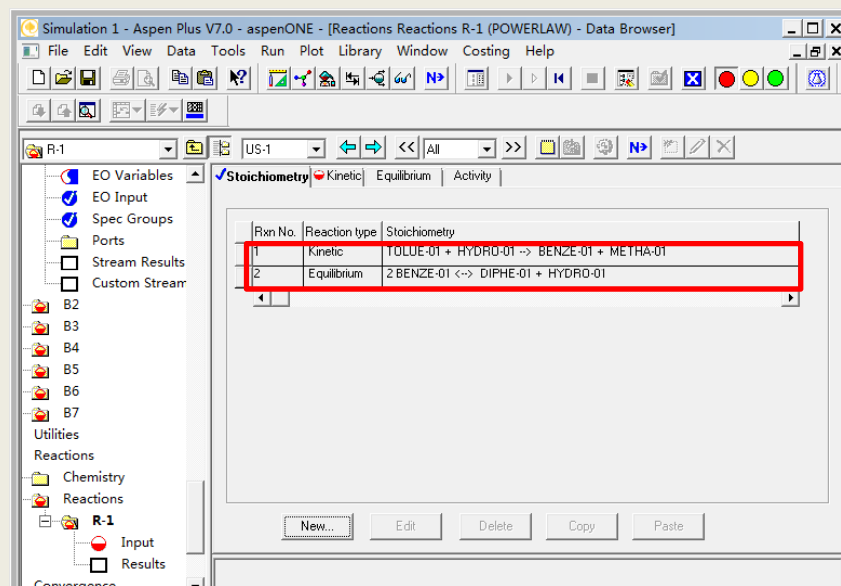 Simulation 1 - Aspen Plus V7.0 - aspenONE - [Reactions Reactions R-1 (POWERLAW) - Data Browser]
File Edit View Data Tools Run Plot Library Window Costing Help
N>
R-1 US-1 << All >> N>
EO Variables
EO Input
Spec Groups
Ports
Stream Results
Custom Stream
B2
B3
B4
B5
B6
B7
Utilities
Reactions
Chemistry
Reactions
R-1
Input
Results
Convergence
Stoichiometry Kinetic Equilibrium Activity
Rxn No. Reaction type Stoichiometry
1 Kinetic TOLUE-01 + HYDRO-01 --> BENZE-01 + METHA-01
2 Equilibrium 2 BENZE-01 <--> DIPHE-01 + HYDRO-01
New... Edit Delete Copy Paste